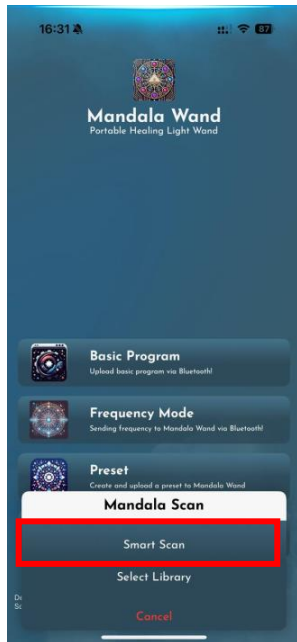 16:31
87
Mandala Wand
Portable Healing Light Wand
Basic Program
Upload basic program via Bluetooth!
Frequency Mode
Sending frequency to Mandala Wand via Bluetooth!
Preset
Create and upload a preset to Mandala Wand
Mandala Scan
Smart Scan
Select Library
Cancel